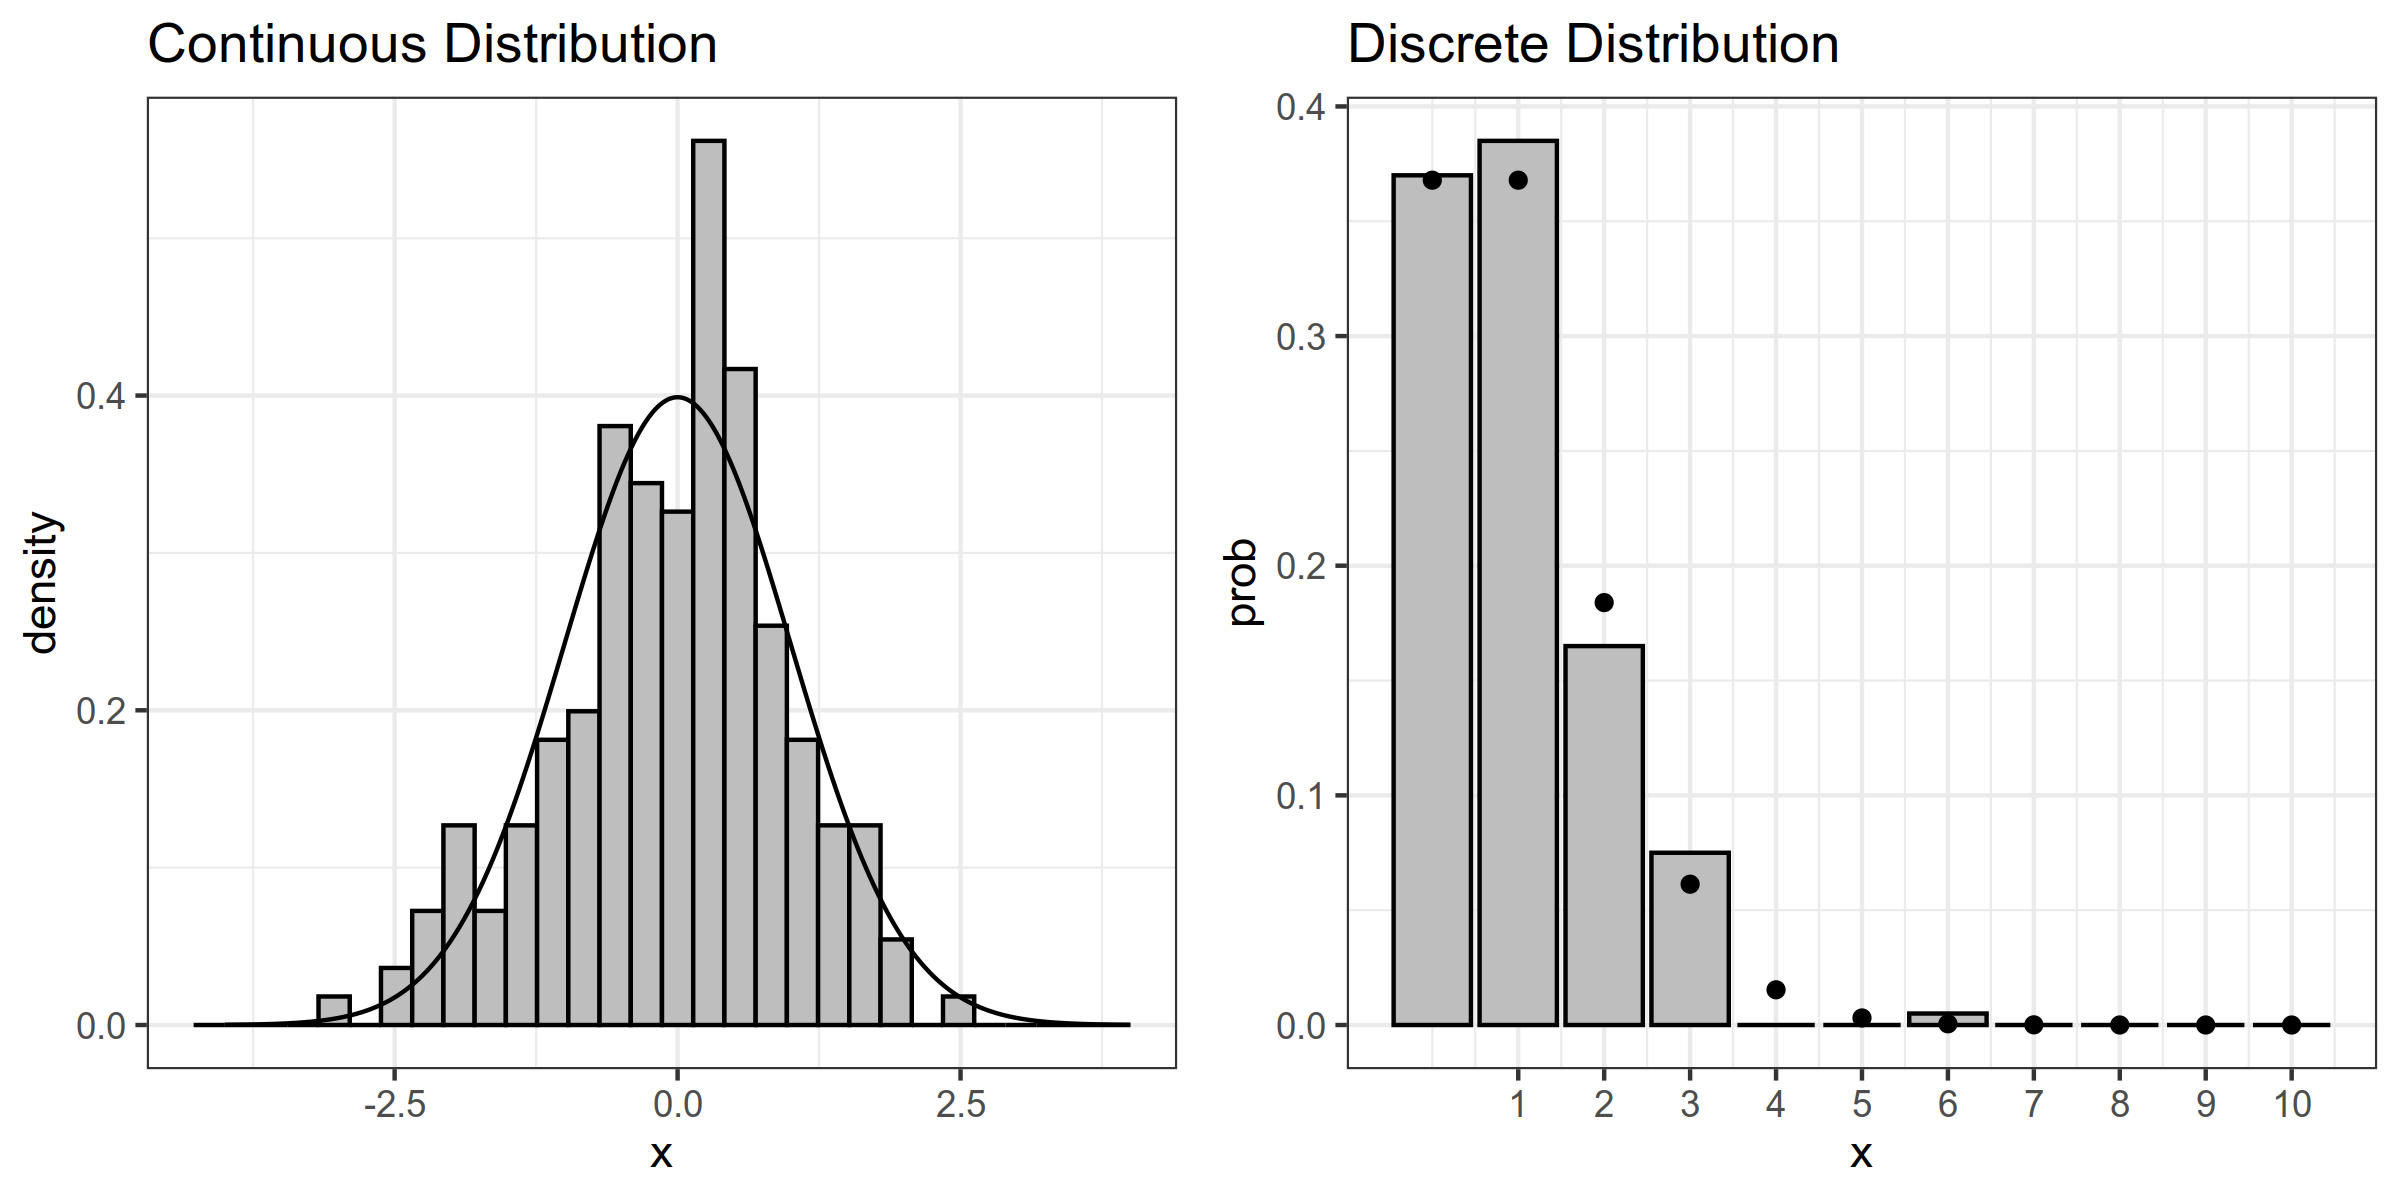 Continuous Distribution
density
0.4
0.2
0.0
-2.5 0.0 2.5
x
Discrete Distribution
prob
0.4
0.3
0.2
0.1
0.0
1 2 3 4 5 6 7 8 9 10
x